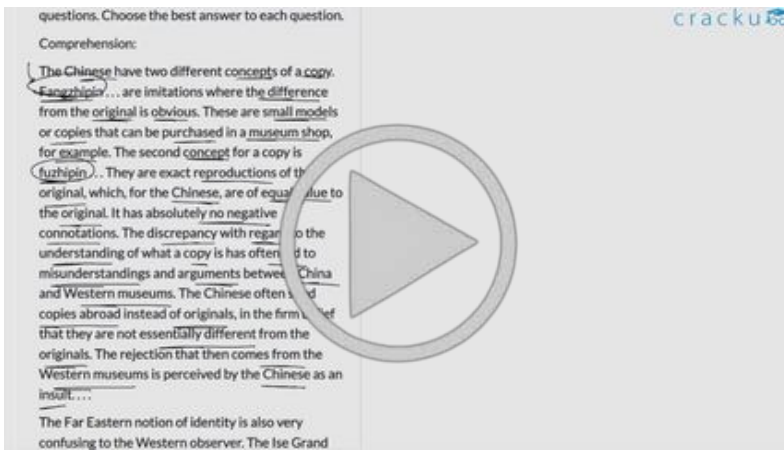 questions. Choose the best answer to each question.
cracku
Comprehension:
The Chinese have two different concepts of a copy.
Fangzhipin... are imitations where the difference
from the original is obvious. These are small models
or copies that can be purchased in a museum shop,
for example. The second concept for a copy is
fuzhipin... They are exact reproductions of
original, which, for the Chinese, are of to
the original. It has absolutely no negative
connotations. The discrepancy with the
understanding of what a copy is has often to
misunderstandings and arguments China
and Western museums. The Chinese often
copies abroad instead of originals, in the firm
that they are not essentially different from the
originals. The rejection that then comes from the
Western museums is perceived by the Chinese as an
insult....
The Far Eastern notion of identity is also very
confusing to the Western observer. The Ise Grand